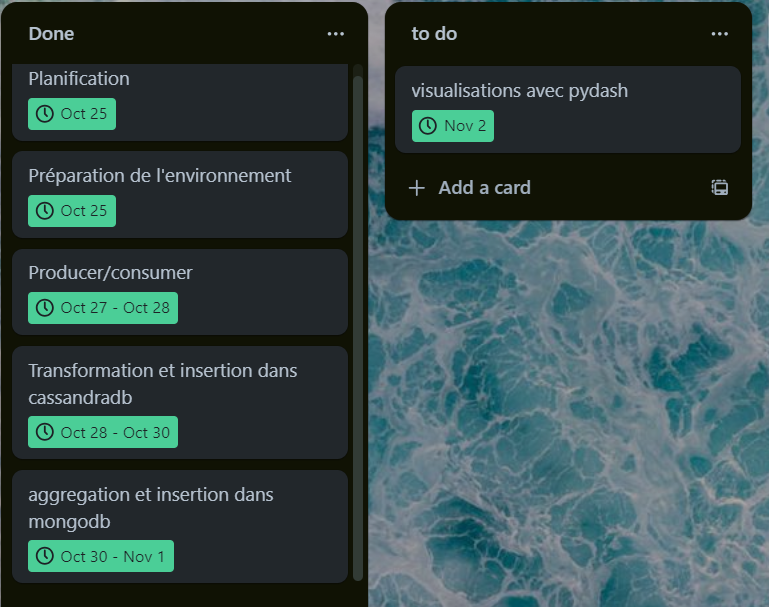 Done
Planification
Oct 25
Préparation de l'environnement
Oct 25
Producer/consumer
Oct 27 - Oct 28
Transformation et insertion dans
cassandradb
Oct 28 - Oct 30
aggregation et insertion dans
mongodb
Oct 30 - Nov 1
to do
visualisations avec pydash
Nov 2
Add a card